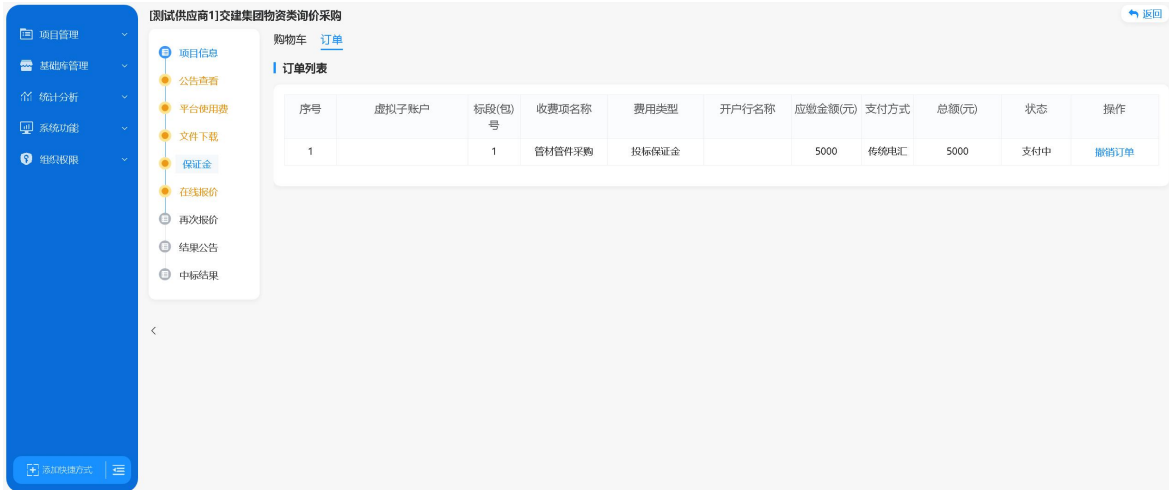 [测试供应商1]交建集团物资类询价采购
返回
项目管理
基础库管理
统计分析
系统功能
组织权限
添加快捷方式
项目信息
公告查看
平台使用费
文件下载
保证金
在线报价
再次报价
结果公告
中标结果
购物车 订单
订单列表
序号 虚拟子账户 标段(包)号 收费项名称 费用类型 开户行名称 应缴金额(元) 支付方式 总额(元) 状态 操作
1 1 管材管件采购 投标保证金 5000 传统电汇 5000 支付中 撤销订单